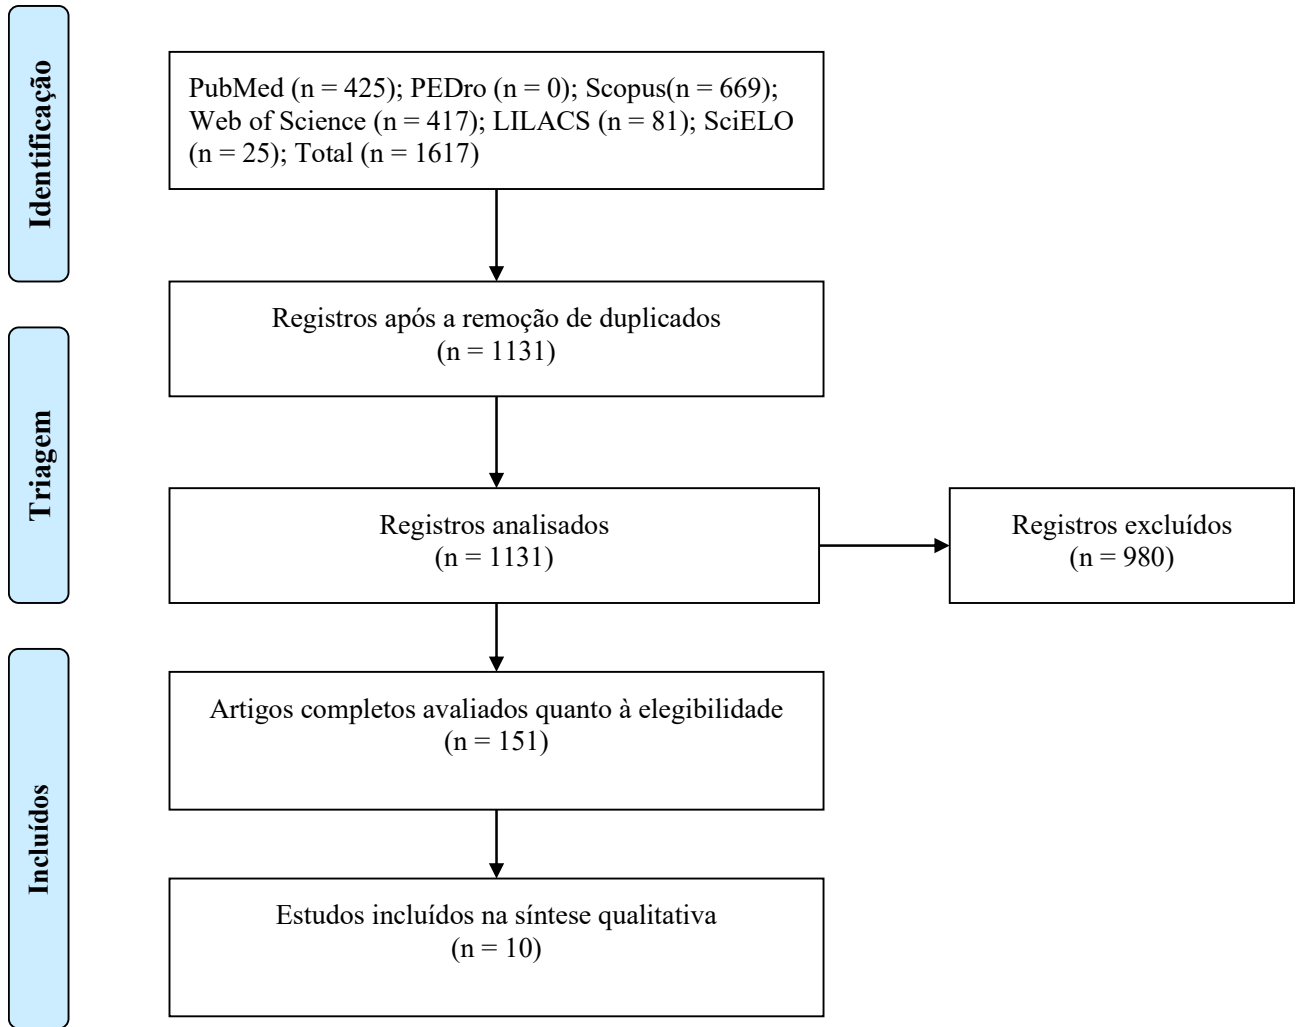 Identificação
PubMed (n = 425); PEDro (n = 0); Scopus(n = 669);
Web of Science (n = 417); LILACS (n = 81); SciELO
(n = 25); Total (n = 1617)
Registros após a remoção de duplicados
(n = 1131)
Triagem
Registros analisados
(n = 1131)
Registros excluídos
(n = 980)
Incluídos
Artigos completos avaliados quanto à elegibilidade
(n = 151)
Estudos incluídos na síntese qualitativa
(n = 10)